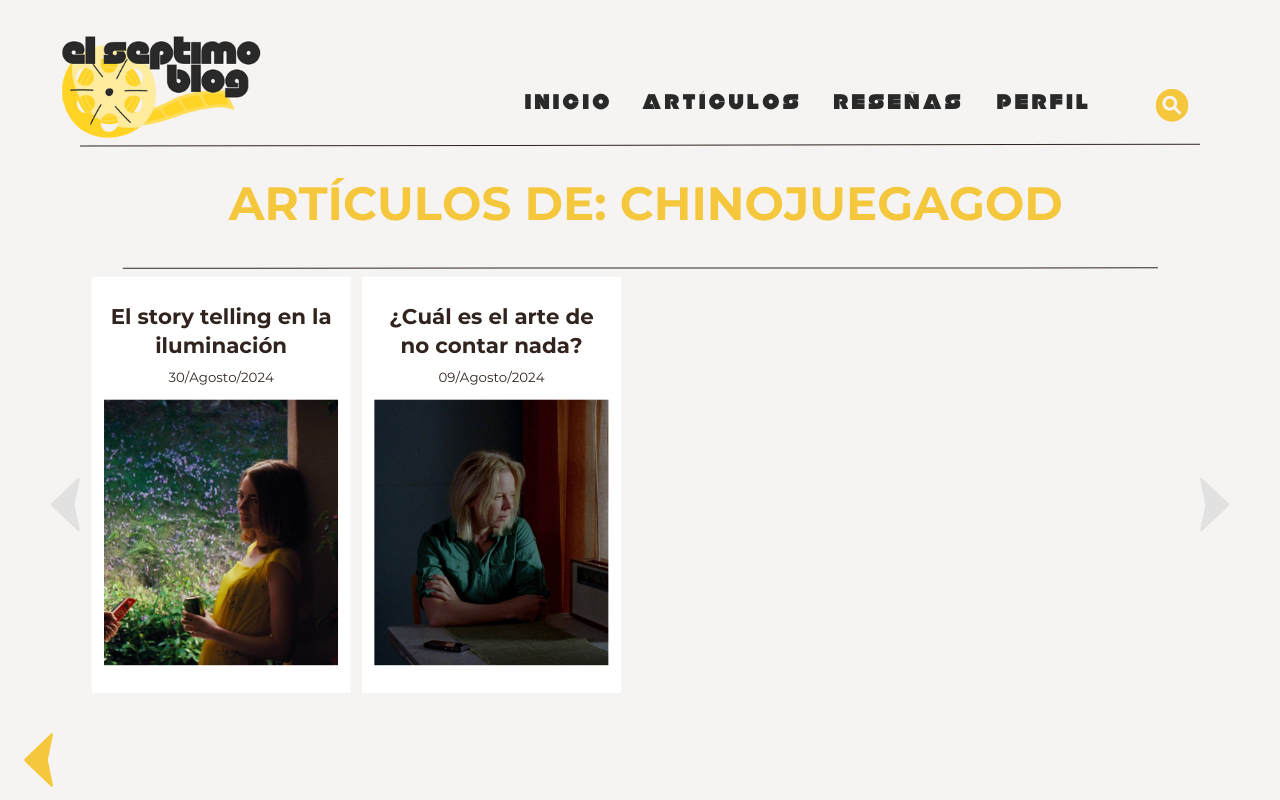 el septimo
blog
INICIO ARTÍCULOS RESEÑAS PERFIL
ARTÍCULOS DE: CHINOJUEGAGOD
El story telling en la
iluminación
30/Agosto/2024
¿Cuál es el arte de
no contar nada?
09/Agosto/2024